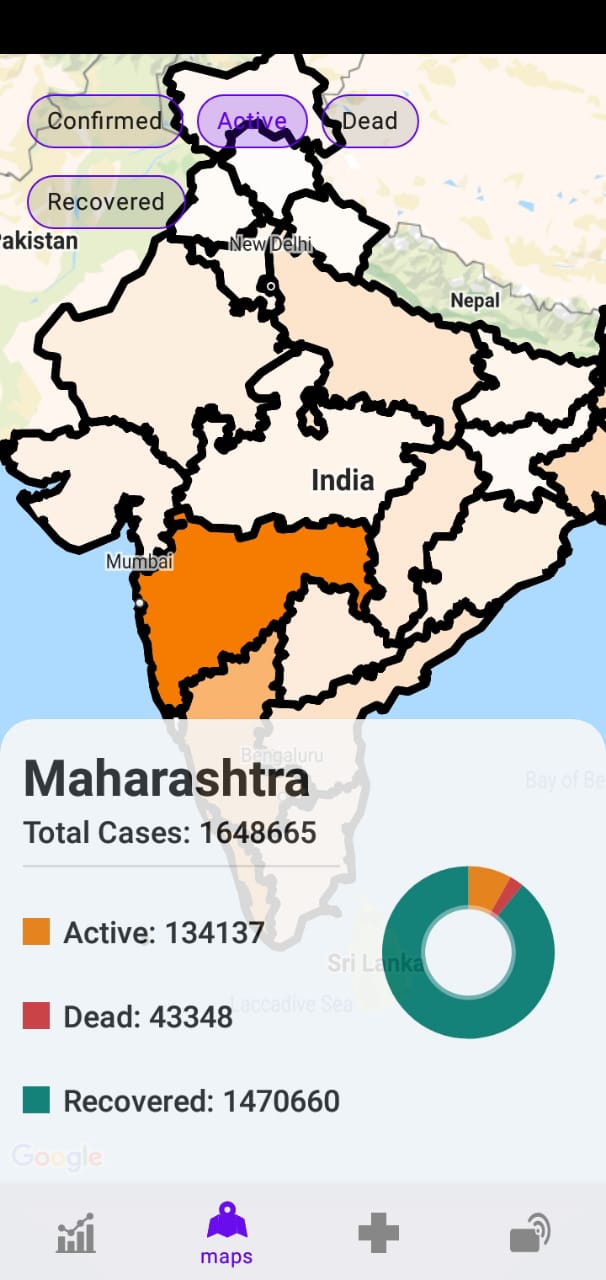 Confirmed
Active
Dead
Recovered
Pakistan
New Delhi
Nepal
India
Mumbai
Bengaluru
Bay of Be
Maharashtra
Total Cases: 1648665
Active: 134137
Sri Lanka
Laccadive Sea
Dead: 43348
Recovered: 1470660
Google
maps